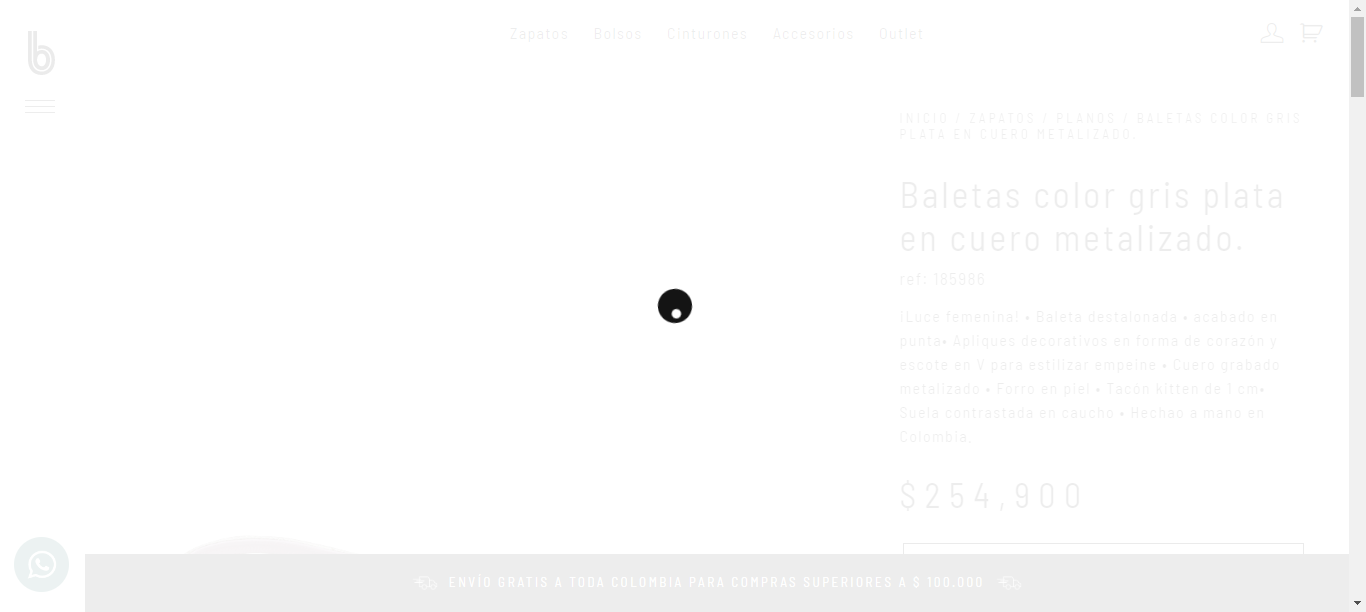 b
Zapatos Bolsos Cinturones Accesorios Outlet
INICIO / ZAPATOS / PLANOS / BALETAS COLOR GRIS
PLATA EN CUERO METALIZADO.
Baletas color gris plata
en cuero metalizado.
ref: 185986
¡Luce femenina! • Baleta destalonada • acabado en
punta• Apliques decorativos en forma de corazon y
escote en V para estilizar empeine • Cuero grabado
metalizado • Forro en piel • Tacón kitten de 1 cm•
Suela contrastada en caucho • Hechao a mano en
Colombia.
$254,900
ENVÍO GRATIS A TODA COLOMBIA PARA COMPRAS SUPERIORES A $ 100.000